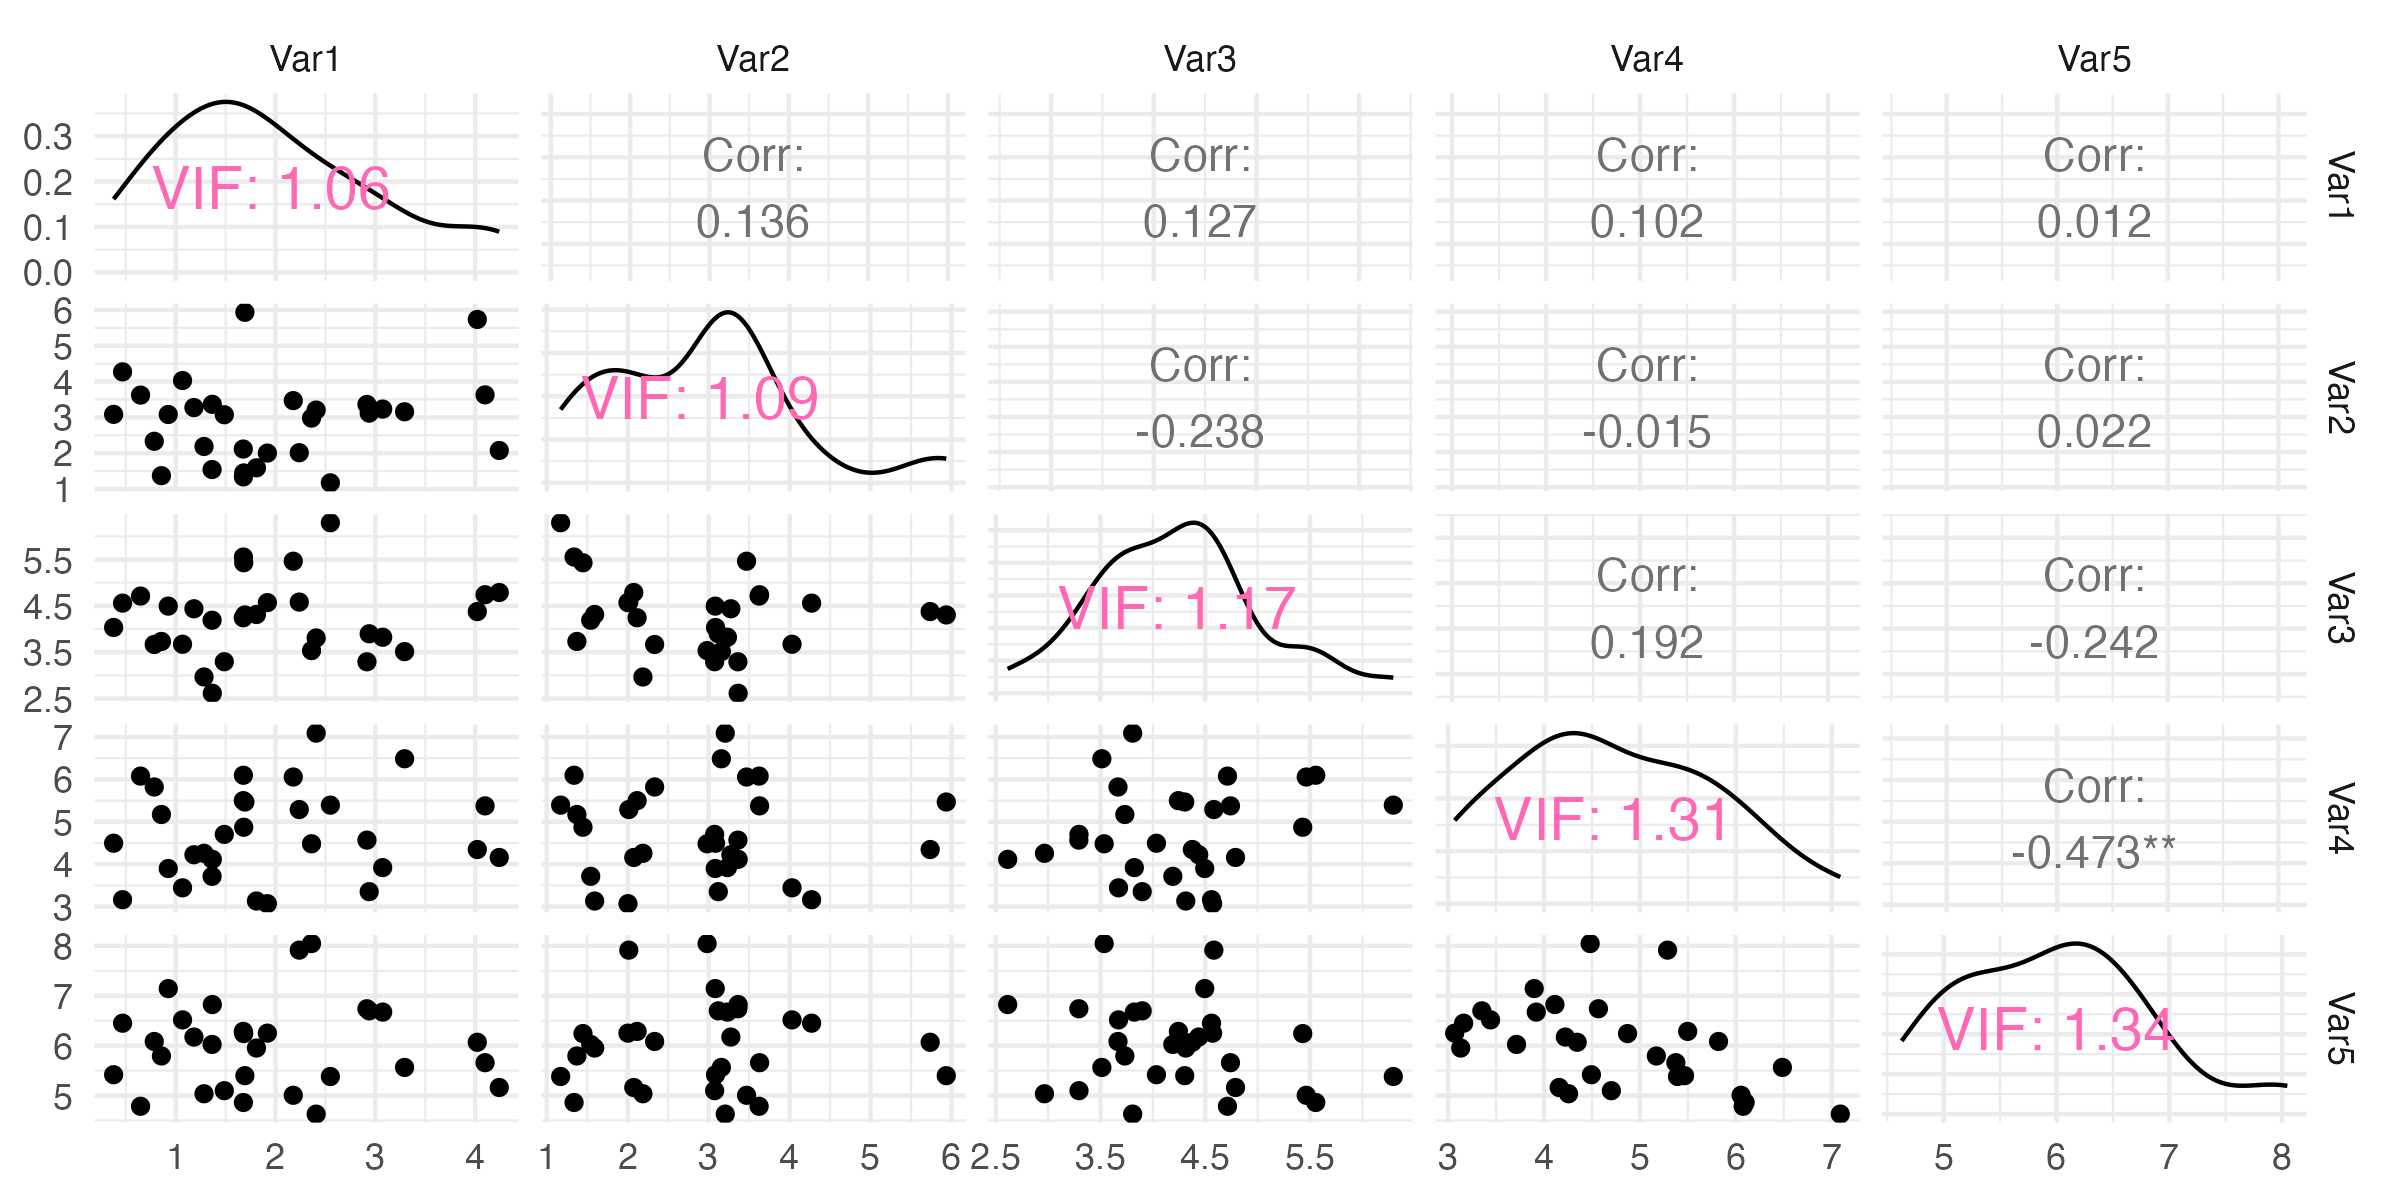 Var1 Var2 Var3 Var4 Var5
0.3
0.2
0.1
0.0
VIF: 1.06
Corr:
0.136
Corr:
0.127
Corr:
0.102
Corr:
0.012
Var1
6
5
4
3
2
1
VIF: 1.09
Corr:
-0.238
Corr:
-0.015
Corr:
0.022
Var2
5.5
4.5
3.5
2.5
VIF: 1.17
Corr:
0.192
Corr:
-0.242
Var3
7
6
5
4
3
VIF: 1.31
Corr:
-0.473**
Var4
8
7
6
5
VIF: 1.34
Var5
1 2 3 4 1 2 3 4 5 6 2.5 3.5 4.5 5.5 3 4 5 6 7 5 6 7 8